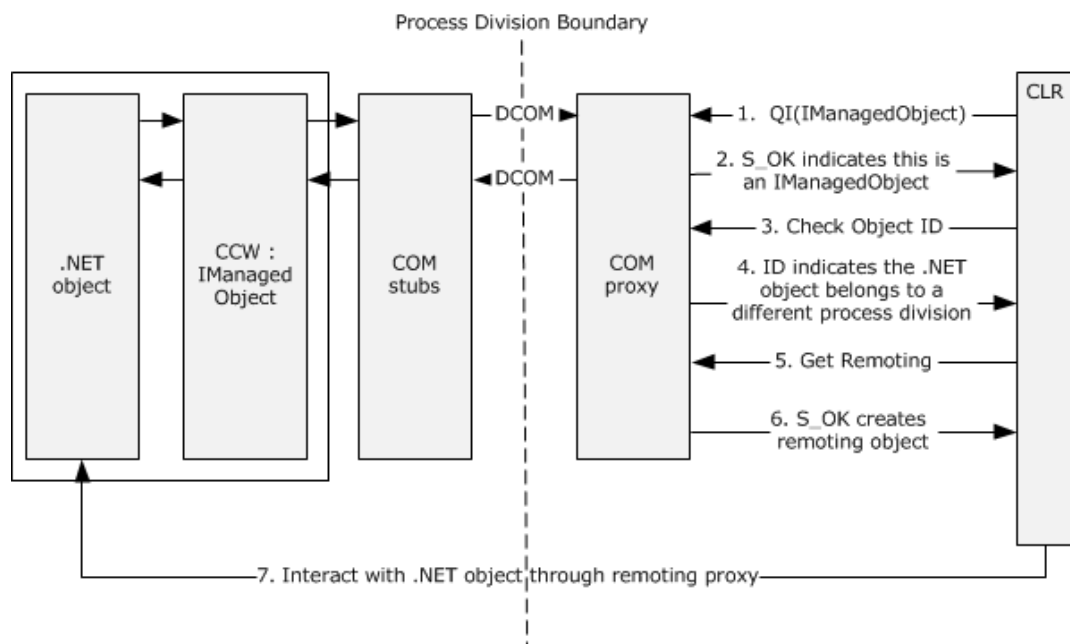 Process Division Boundary
CLR
.NET
object
CCW :
IManaged
Object
COM
stubs
DCOM
DCOM
COM
proxy
1. QI(IManagedObject)
2. S_OK indicates this is
an IManagedObject
3. Check Object ID
4. ID indicates the .NET
object belongs to a
different process division
5. Get Remoting
6. S_OK creates
remoting object
7. Interact with .NET object through remoting proxy